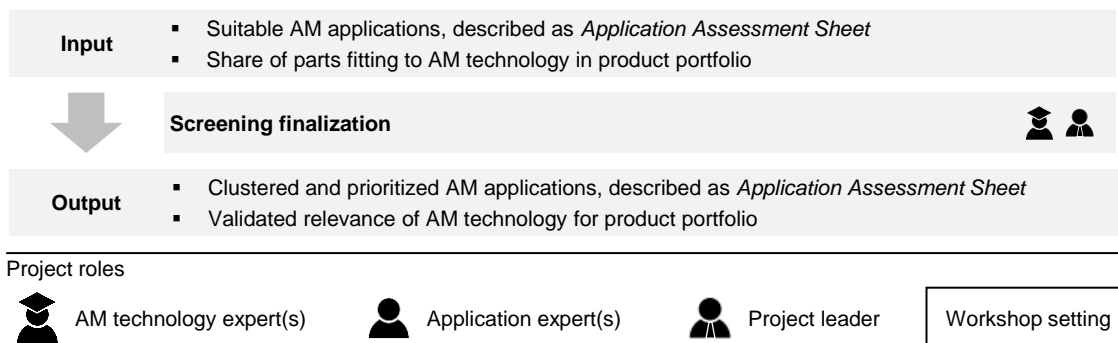 Input
▪ Suitable AM applications, described as Application Assessment Sheet
▪ Share of parts fitting to AM technology in product portfolio
Screening finalization
Output
▪ Clustered and prioritized AM applications, described as Application Assessment Sheet
▪ Validated relevance of AM technology for product portfolio
Project roles
AM technology expert(s) Application expert(s) Project leader Workshop setting